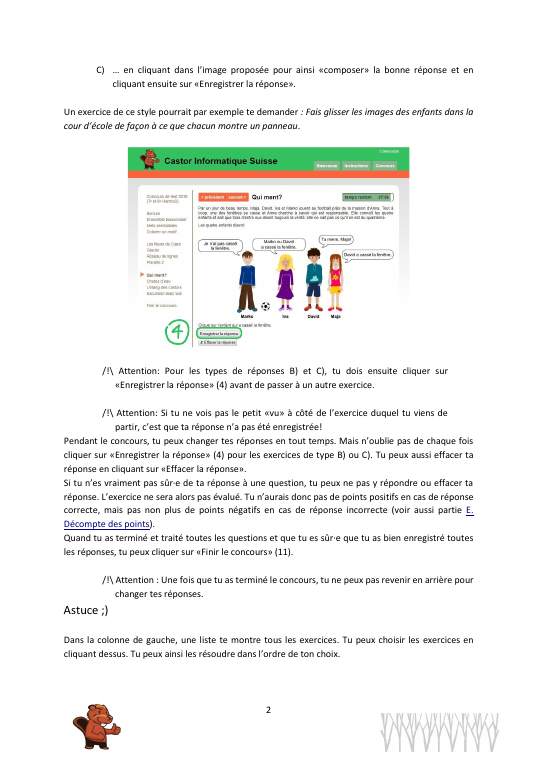 C) ... en cliquant dans l'image proposée pour ainsi «composer» la bonne réponse et en
cliquant ensuite sur «Enregistrer la réponse».
Un exercice de ce style pourrait par exemple te demander : Fais glisser les images des enfants dans la
cour d'école de façon à ce que chacun montre un panneau.
Castor Informatique Suisse
Qui ment?
Les quatre enfants disent:
Je n'ai pas cassé
la fenêtre.
Maiko ou David
a cassé la fenêtre.
Tu mens, Maja!
David a cassé la fenêtre.
Maiko Iva David Maja
Enregistrer la réponse
Effacer la réponse
Qui ment?
Finir le concours
4
/!\ Attention: Pour les types de réponses B) et C), tu dois ensuite cliquer sur
«Enregistrer la réponse» (4) avant de passer à un autre exercice.
/!\ Attention: Si tu ne vois pas le petit «vu» à côté de l'exercice duquel tu viens de
partir, c'est que ta réponse n'a pas été enregistrée!
Pendant le concours, tu peux changer tes réponses en tout temps. Mais n'oublie pas de chaque fois
cliquer sur «Enregistrer la réponse» (4) pour les exercices de type B) ou C). Tu peux aussi effacer ta
réponse en cliquant sur «Effacer la réponse».
Si tu n'es vraiment pas sûr·e de ta réponse à une question, tu peux ne pas y répondre ou effacer ta
réponse. L'exercice ne sera alors pas évalué. Tu n'aurais donc pas de points positifs en cas de réponse
correcte, mais pas non plus de points négatifs en cas de réponse incorrecte (voir aussi partie E.
Décompte des points).
Quand tu as terminé et traité toutes les questions et que tu es sûr·e que tu as bien enregistré toutes
les réponses, tu peux cliquer sur «Finir le concours» (11).
/!\ Attention : Une fois que tu as terminé le concours, tu ne peux pas revenir en arrière pour
changer tes réponses.
Astuce ;)
Dans la colonne de gauche, une liste te montre tous les exercices. Tu peux choisir les exercices en
cliquant dessus. Tu peux ainsi les résoudre dans l'ordre de ton choix.
2